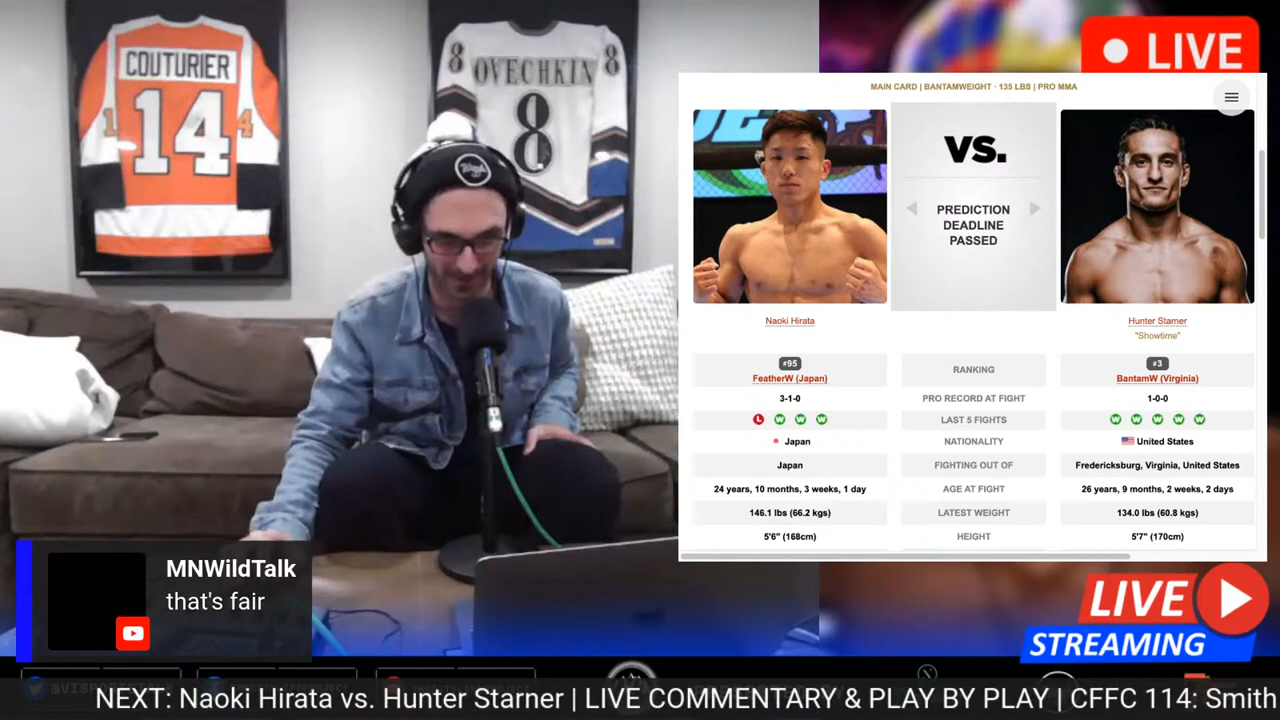 COUTURIER
14
1
4
8
OVECHKIN
8
8
LIVE
MAIN CARD | BANTAMWEIGHT · 135 LBS | PRO MMA
VS.
PREDICTION
DEADLINE
PASSED
Naoki Hirata
Hunter Starner
"Showtime"
#95
FeatherW (Japan)
RANKING
#3
BantamW (Virginia)
3-1-0
PRO RECORD AT FIGHT
1-0-0
L W W W
LAST 5 FIGHTS
W W W W W
Japan
NATIONALITY
United States
Japan
FIGHTING OUT OF
Fredericksburg, Virginia, United States
24 years, 10 months, 3 weeks, 1 day
AGE AT FIGHT
26 years, 9 months, 2 weeks, 2 days
146.1 lbs (66.2 kgs)
LATEST WEIGHT
134.0 lbs (60.8 kgs)
5'6" (168cm)
HEIGHT
5'7" (170cm)
MNWildTalk
that's fair
LIVE
STREAMING
NEXT: Naoki Hirata vs. Hunter Starner | LIVE COMMENTARY & PLAY BY PLAY | CFFC 114: Smith